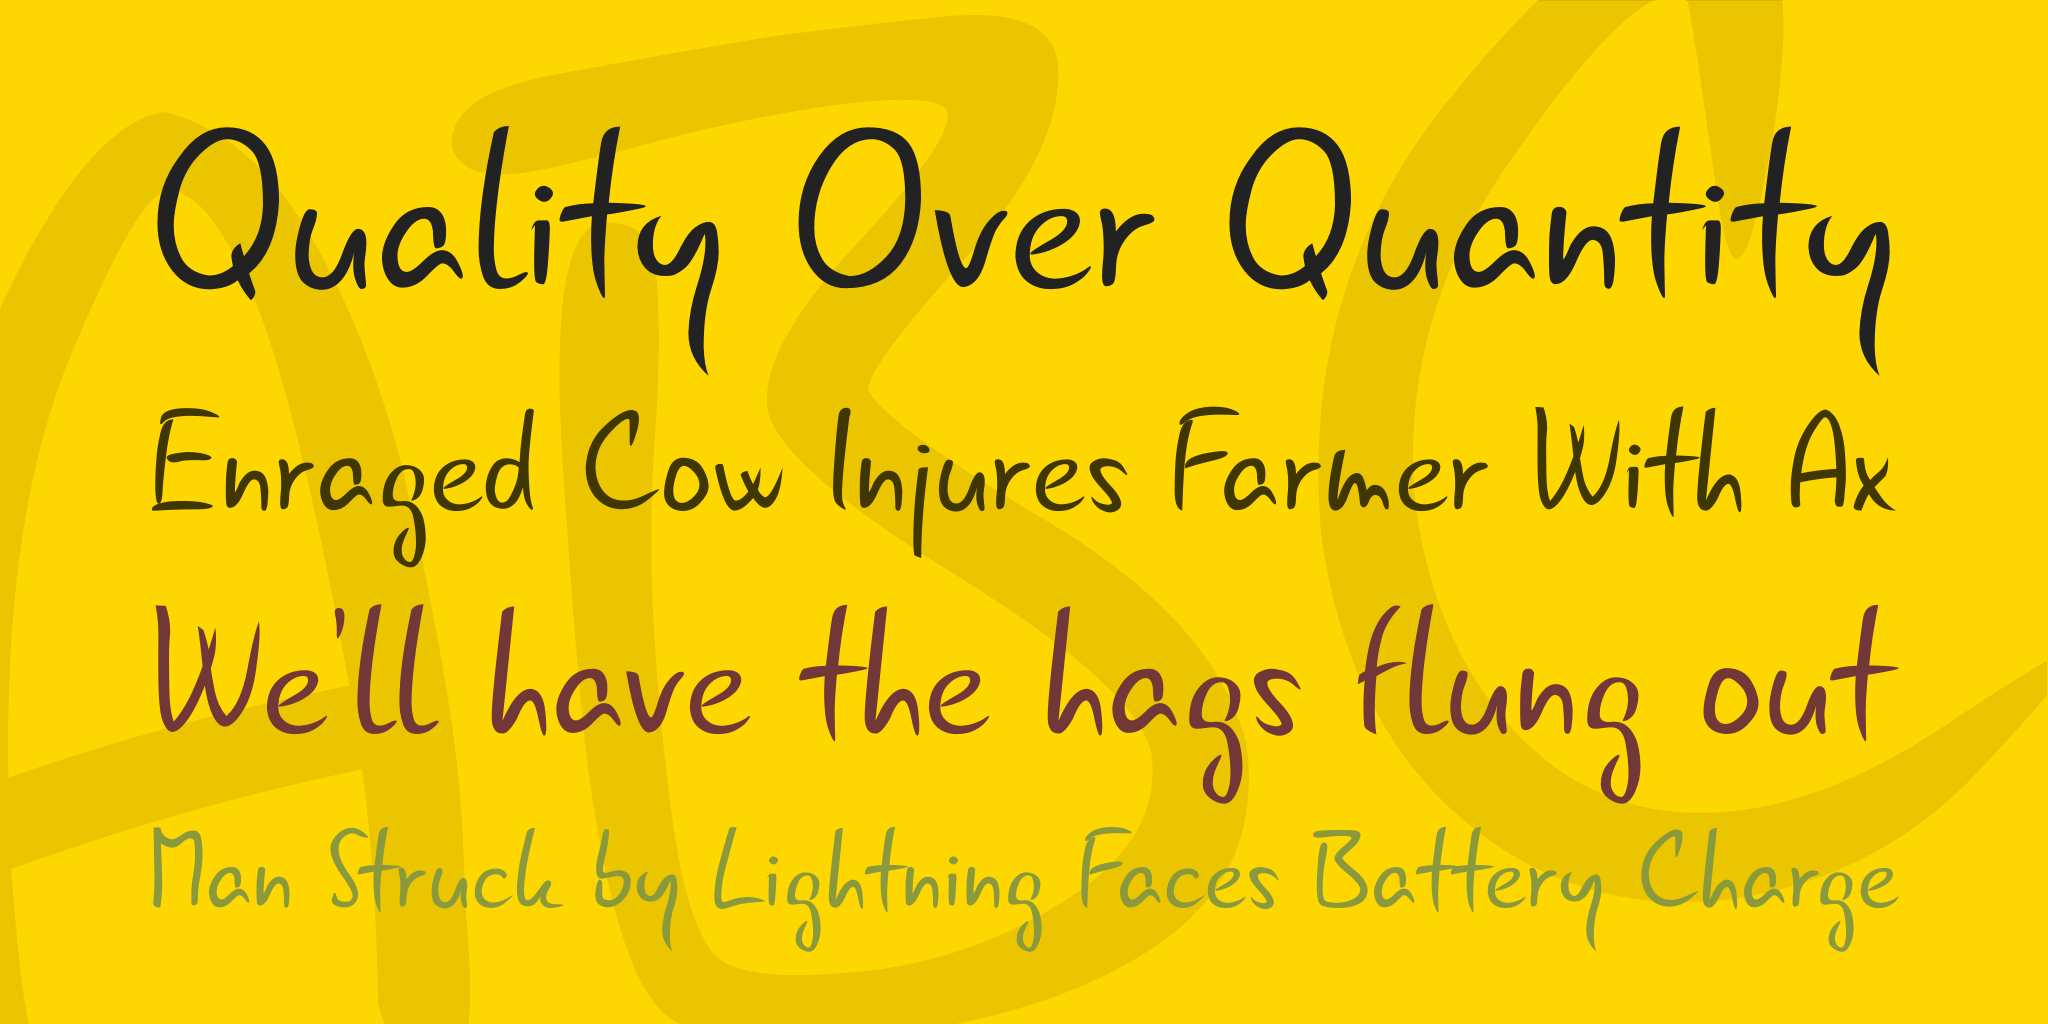 ABC
Quality Over Quantity
Enraged Cow Injures Farmer With Ax
We'll have the hags flung out
Man Struck by Lightning Faces Battery Charge